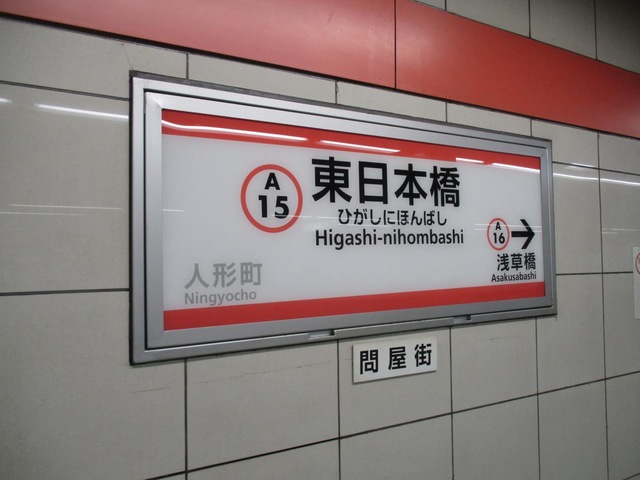 A
15
東日本橋
ひがしにほんばし
Higashi-nihombashi
A
16
浅草橋
Asakusabashi
人形町
Ningyocho
問屋街